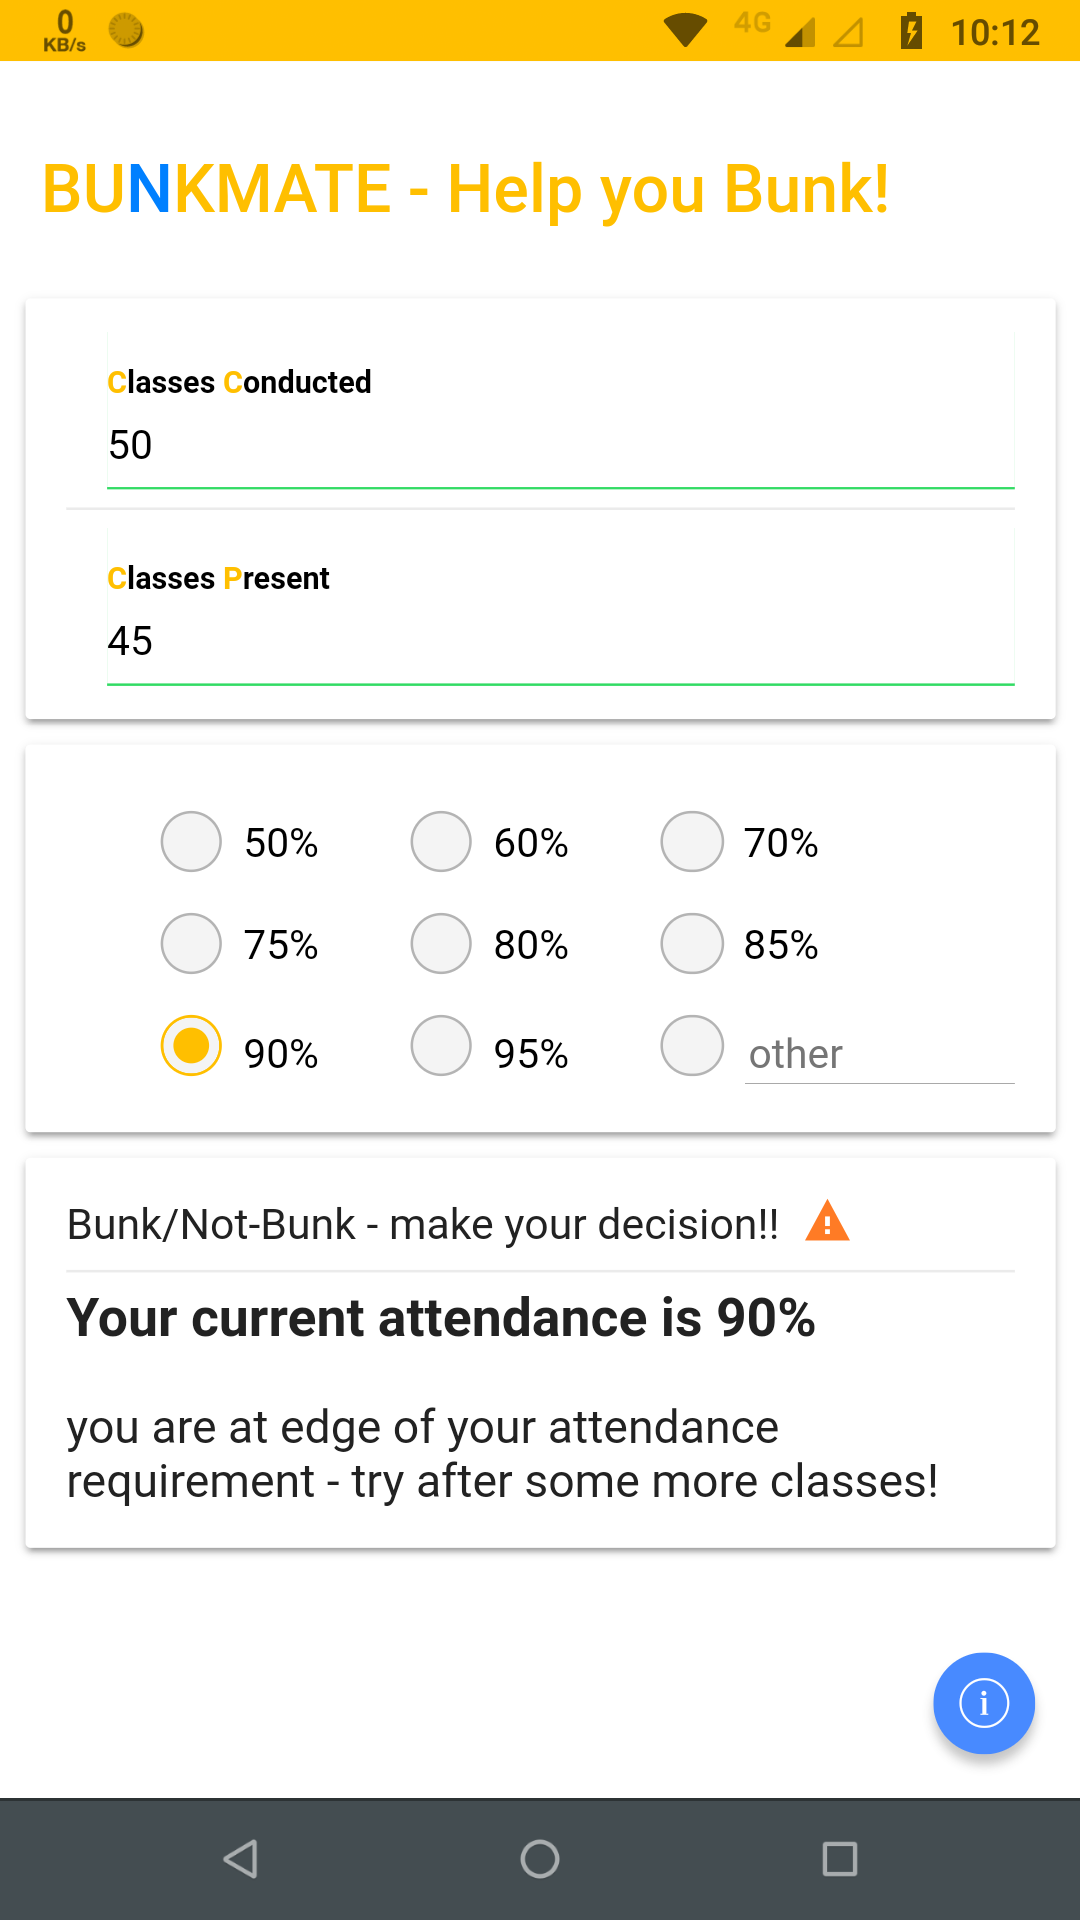 0
KB/s
4G
10:12
BUNKMATE - Help you Bunk!
Classes Conducted
50
Classes Present
45
50% 60% 70%
75% 80% 85%
90% 95% other
Bunk/Not-Bunk - make your decision!!
Your current attendance is 90%
you are at edge of your attendance
requirement - try after some more classes!
i